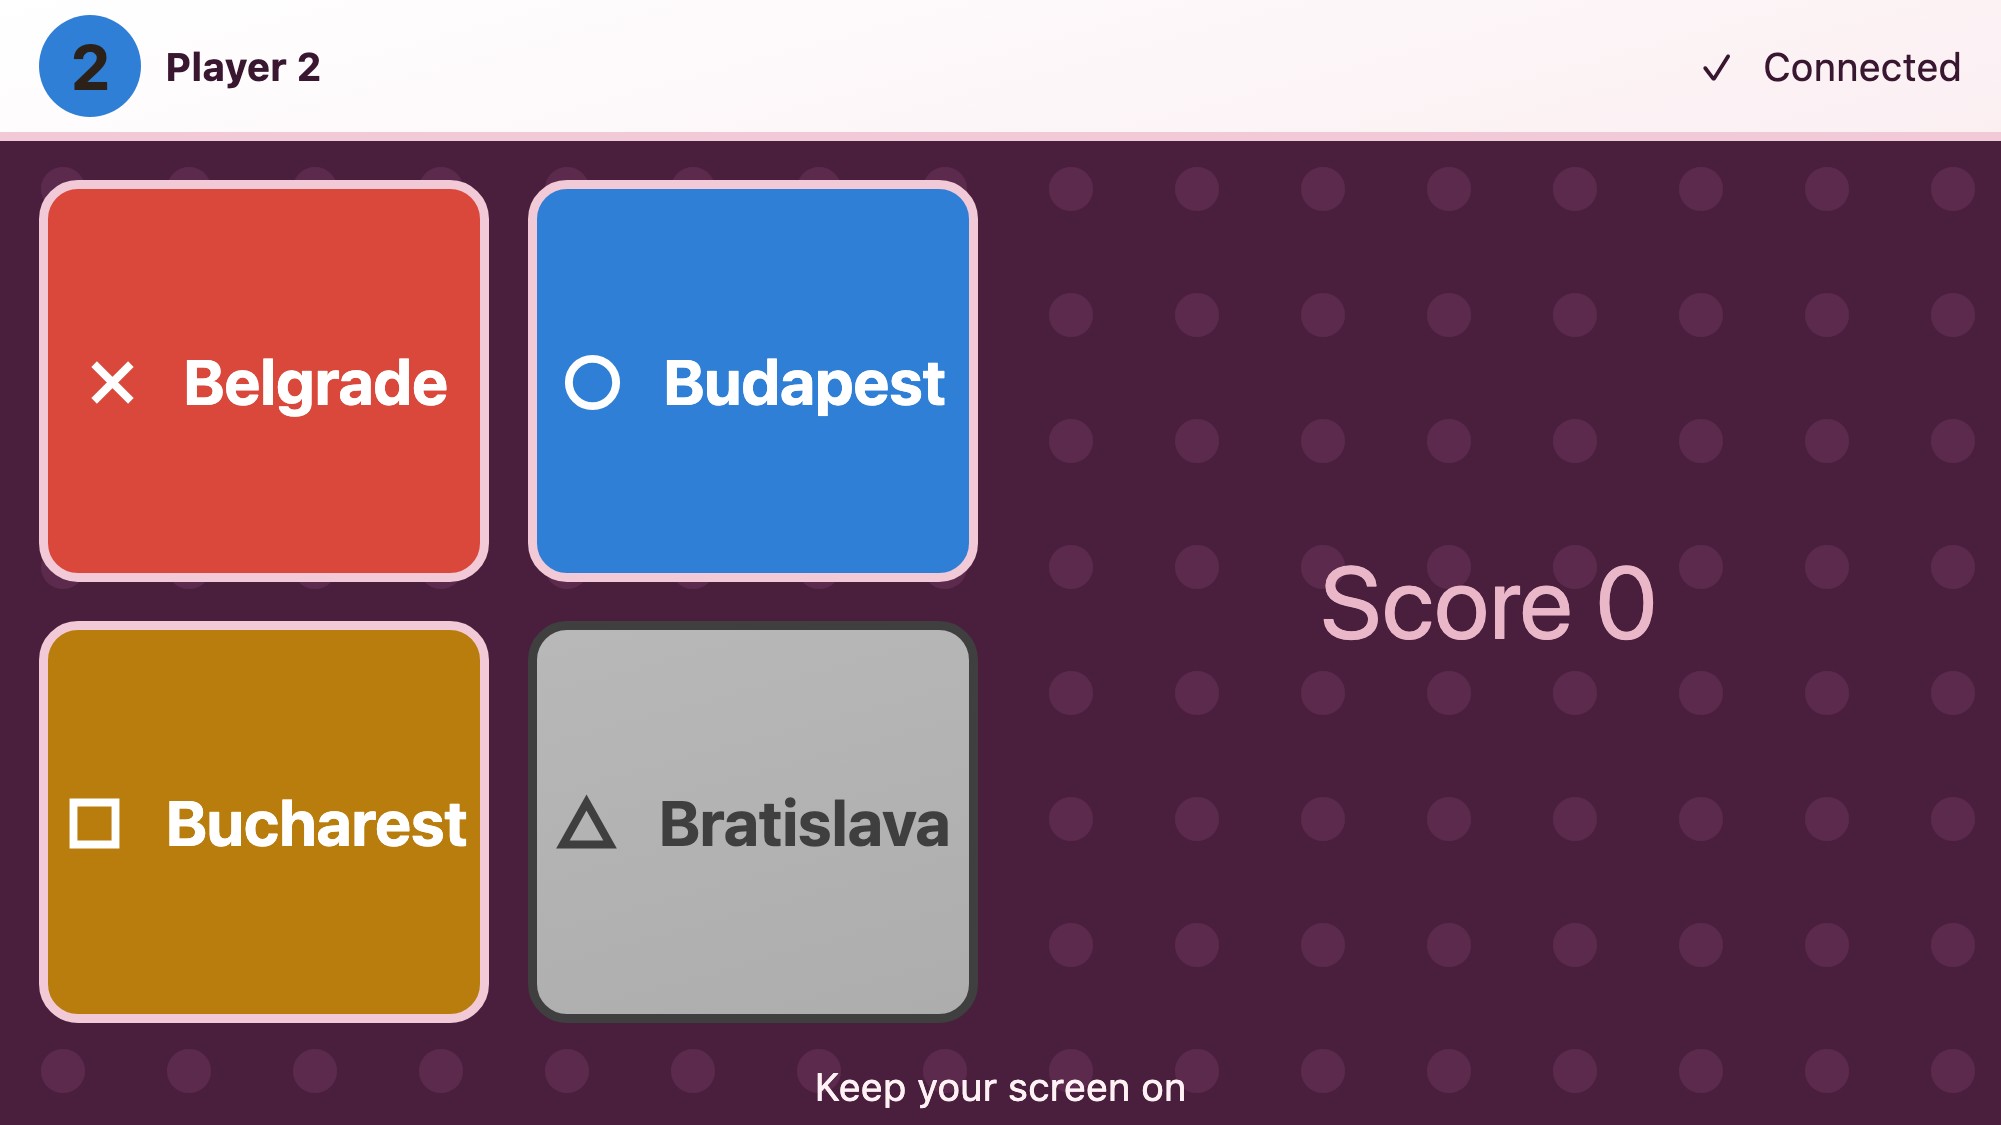 2 Player 2
✓ Connected
Belgrade
Budapest
Bucharest
Bratislava
Score 0
Keep your screen on